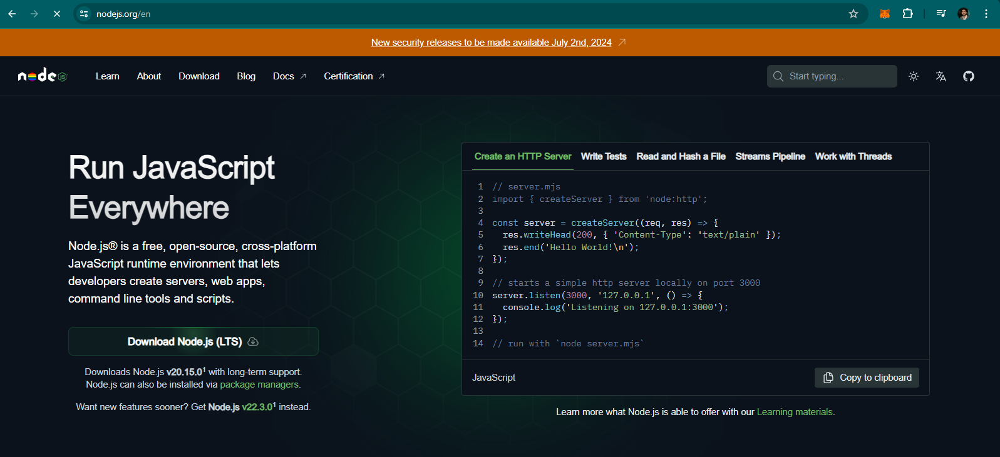 nodejs.org/en
New security releases to be made available July 2nd, 2024
node JS
Learn About Download Blog Docs Certification
Start typing...
Run JavaScript
Everywhere
Node.js® is a free, open-source, cross-platform
JavaScript runtime environment that lets
developers create servers, web apps,
command line tools and scripts.
Download Node.js (LTS)
Downloads Node.js v20.15.0¹ with long-term support.
Node.js can also be installed via package managers.
Want new features sooner? Get Node.js v22.3.0¹ instead.
Create an HTTP Server Write Tests Read and Hash a File Streams Pipeline Work with Threads
1 // server.mjs
2 import { createServer } from 'node:http';
3
4 const server = createServer((req, res) => {
5   res.writeHead(200, { 'Content-Type': 'text/plain' });
6   res.end('Hello World!\n');
7 });
8
9 // starts a simple http server locally on port 3000
10 server.listen(3000, '127.0.0.1', () => {
11   console.log('Listening on 127.0.0.1:3000');
12 });
13
14 // run with `node server.mjs`
JavaScript
Copy to clipboard
Learn more what Node.js is able to offer with our Learning materials.